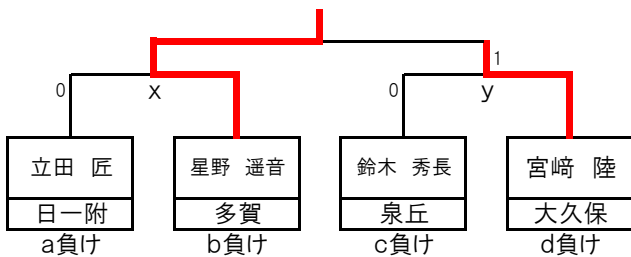 1
0
x
0
y
立田 匠
星野 遥音
鈴木 秀長
宮﨑 陸
日一附
多賀
泉丘
大久保
a負け
b負け
c負け
d負け